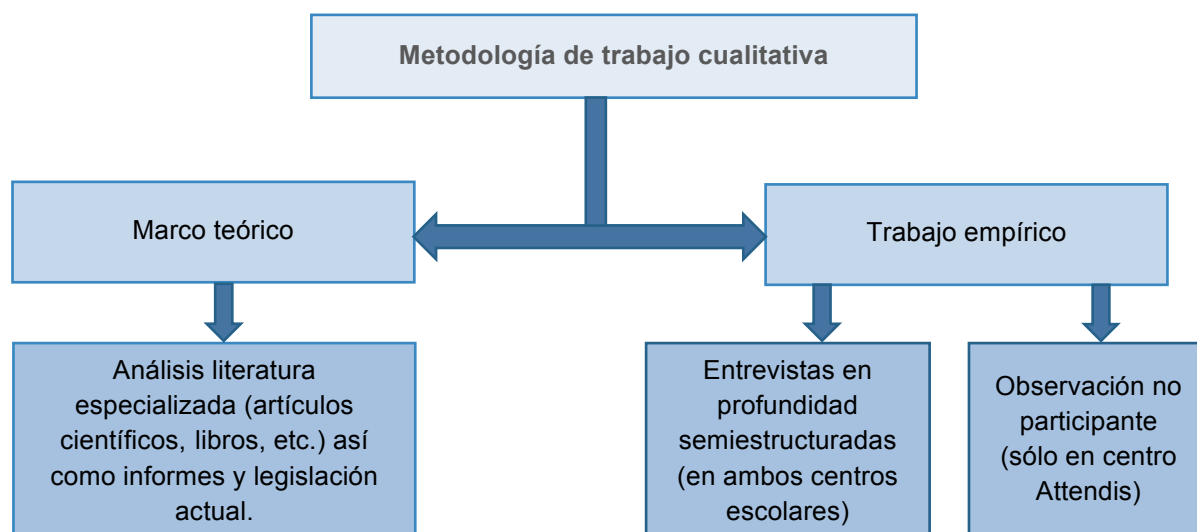 Metodología de trabajo cualitativa
Marco teórico
Trabajo empírico
Análisis literatura
especializada (artículos
científicos, libros, etc.) así
como informes y legislación
actual.
Entrevistas en
profundidad
semiestructuradas
(en ambos centros
escolares)
Observación no
participante
(sólo en centro
Attendis)